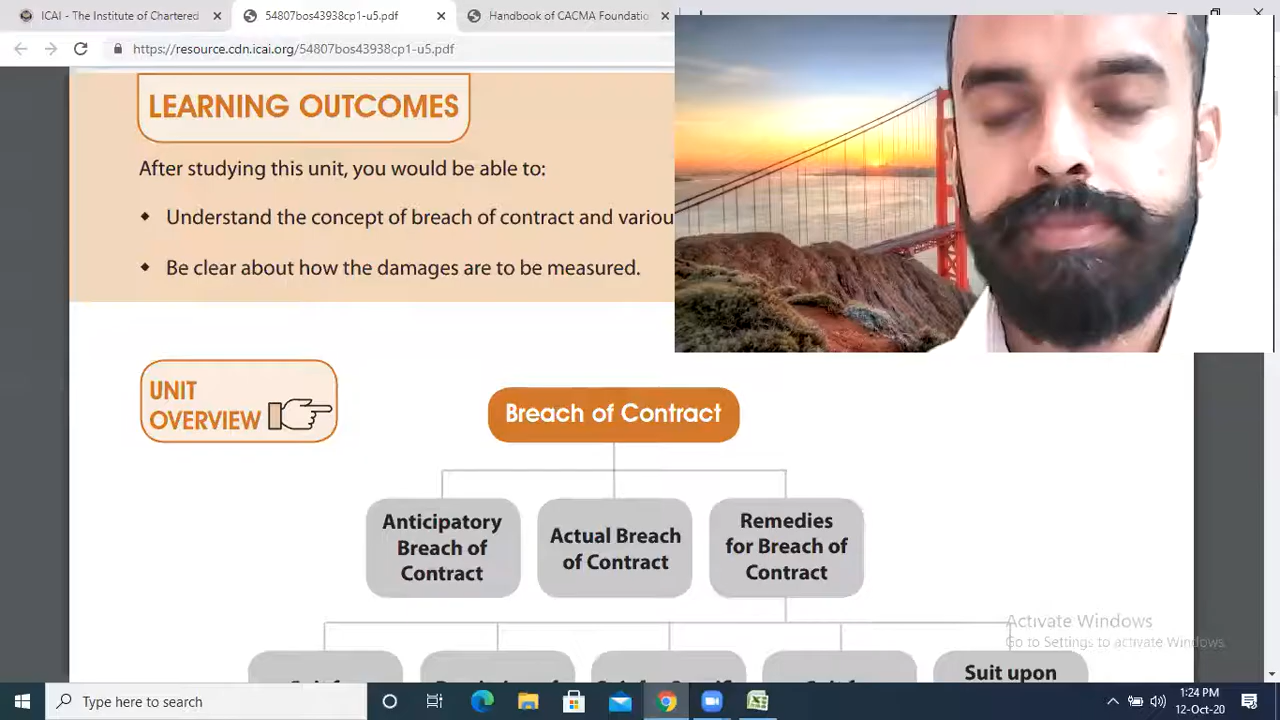 ICAI - The Institute of Chartered
54807bos43938cp1-u5.pdf
Handbook of CACMA Foundatio
https://resource.cdn.icai.org/54807bos43938cp1-u5.pdf
LEARNING OUTCOMES
After studying this unit, you would be able to:
Understand the concept of breach of contract and variou
Be clear about how the damages are to be measured.
UNIT
OVERVIEW
Breach of Contract
Anticipatory
Breach of
Contract
Actual Breach
of Contract
Remedies
for Breach of
Contract
Suit upon
Activate Windows
Go to Settings to activate Windows.
Type here to search
1:24 PM
12-Oct-20